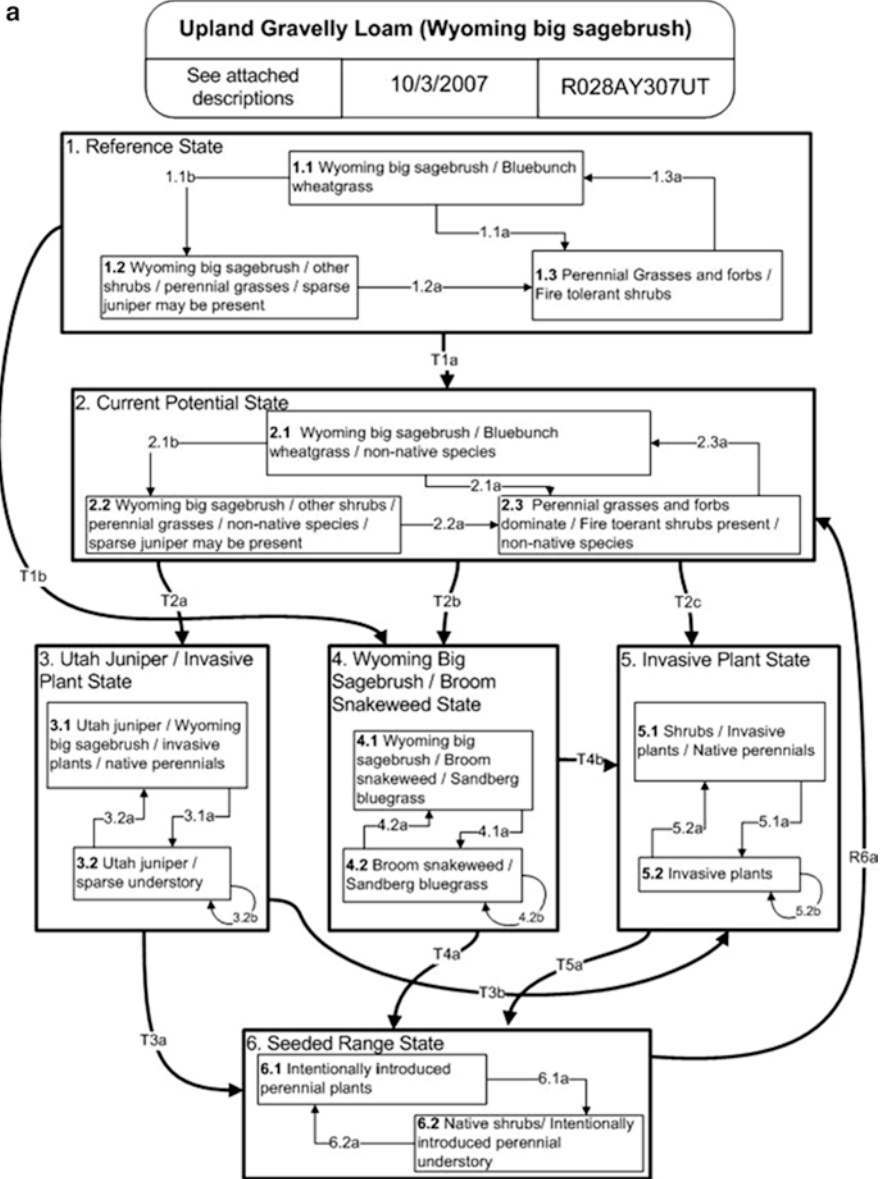 a
Upland Gravelly Loam (Wyoming big sagebrush)
See attached
descriptions
10/3/2007
R028AY307UT
1. Reference State
1.1 Wyoming big sagebrush / Bluebunch
wheatgrass
1.1b
1.3a
1.1a
1.2 Wyoming big sagebrush / other
shrubs / perennial grasses / sparse
juniper may be present
1.2a
1.3 Perennial Grasses and forbs /
Fire tolerant shrubs
T1a
2. Current Potential State
2.1 Wyoming big sagebrush / Bluebunch
wheatgrass / non-native species
2.1b
2.3a
2.1a
2.2 Wyoming big sagebrush / other shrubs /
perennial grasses / non-native species /
sparse juniper may be present
2.2a
2.3 Perennial grasses and forbs
dominate / Fire toerant shrubs present /
non-native species
T1b
T2a
T2b
T2c
3. Utah Juniper / Invasive
Plant State
3.1 Utah juniper / Wyoming
big sagebrush / invasive
plants / native perennials
3.2a
3.1a
3.2 Utah juniper /
sparse understory
3.2b
4. Wyoming Big
Sagebrush / Broom
Snakeweed State
4.1 Wyoming big
sagebrush / Broom
snakeweed / Sandberg
bluegrass
4.2a
4.1a
4.2 Broom snakeweed /
Sandberg bluegrass
4.2b
T4b
5. Invasive Plant State
5.1 Shrubs / Invasive
plants / Native perennials
5.2a
5.1a
5.2 Invasive plants
5.2b
R6a
T4a
T5a
T3b
T3a
6. Seeded Range State
6.1 Intentionally introduced
perennial plants
6.1a
6.2 Native shrubs/ Intentionally
introduced perennial
understory
6.2a